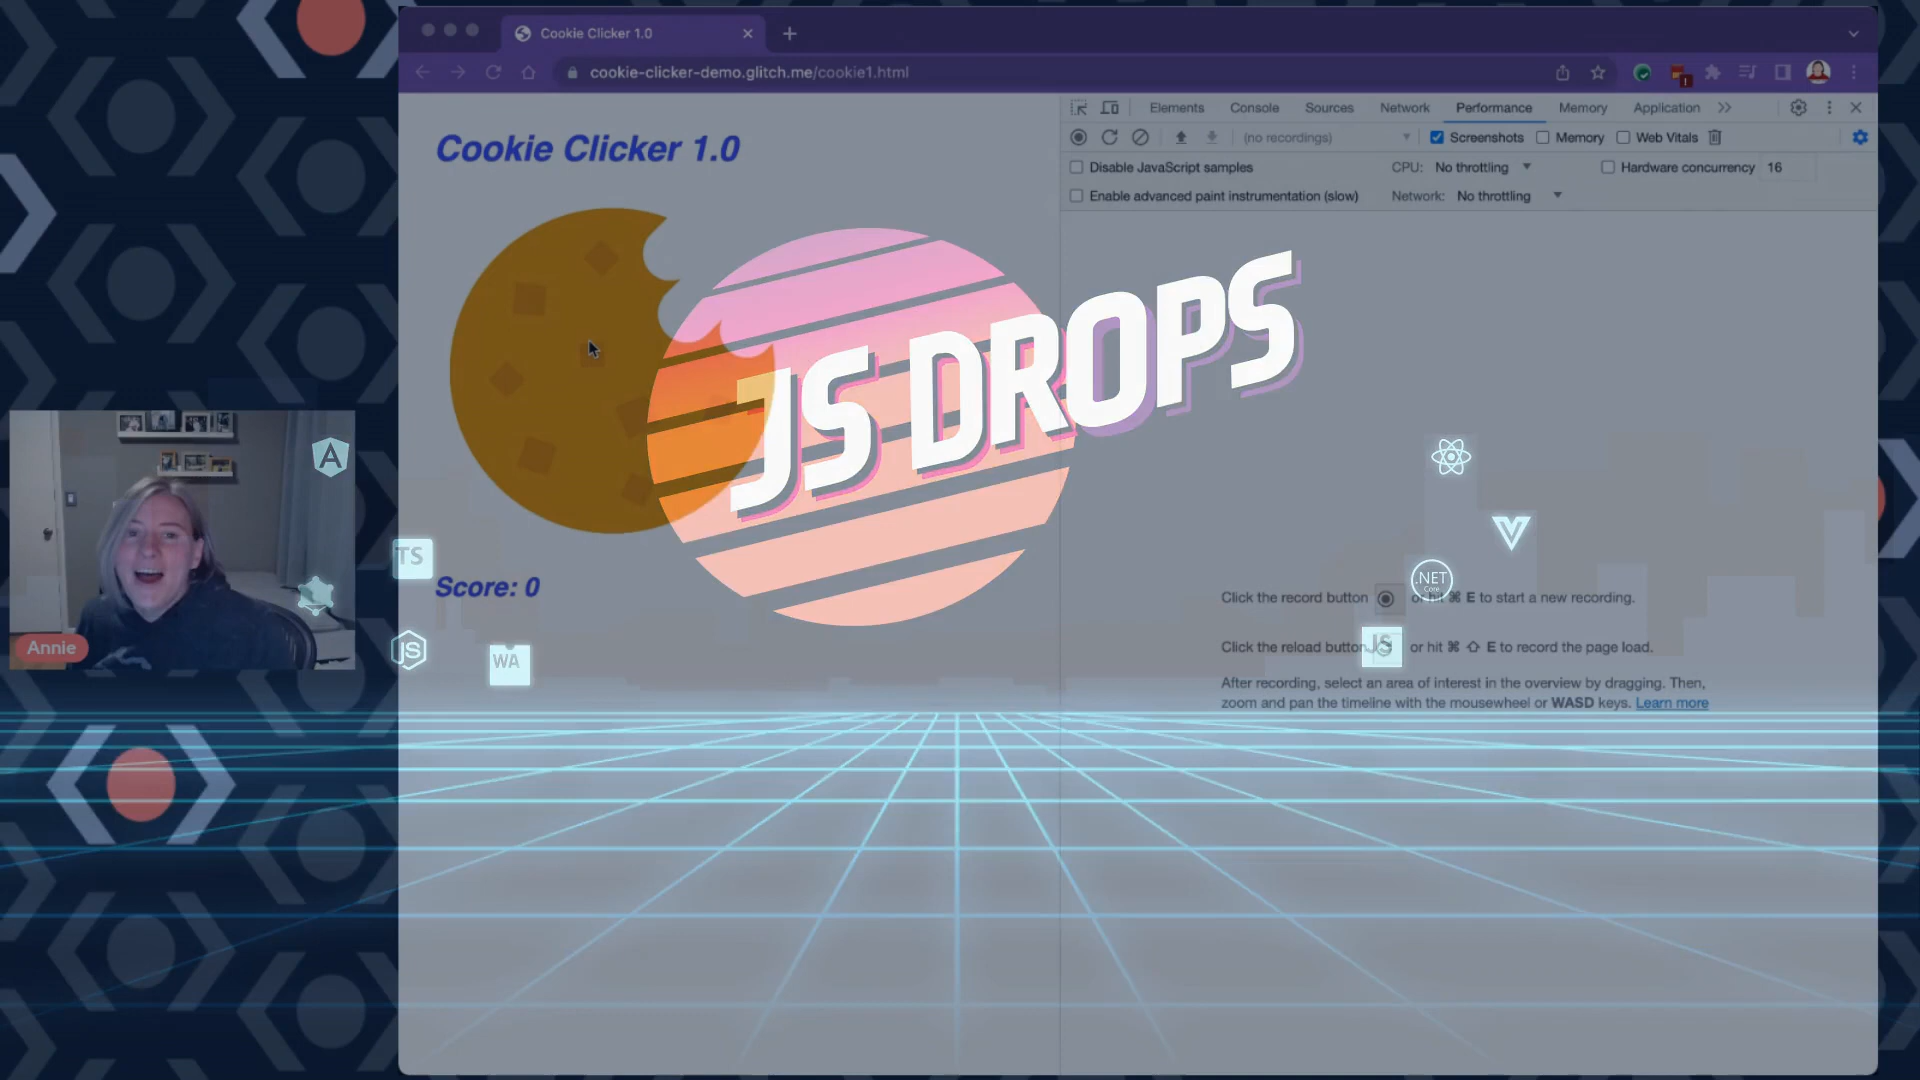 Cookie Clicker 1.0
cookie-clicker-demo.glitch.me/cookie1.html
Elements Console Sources Network Performance Memory Application
(no recordings) Screenshots Memory Web Vitals
Disable JavaScript samples CPU: No throttling Hardware concurrency 16
Enable advanced paint instrumentation (slow) Network: No throttling
Cookie Clicker 1.0
JS DROPS
Score: 0
Annie
A
TS
JS
WA
.NET
Core
JS
Click the record button or hit ⌘ E to start a new recording.
Click the reload button or hit ⌘ ⇧ E to record the page load.
After recording, select an area of interest in the overview by dragging. Then,
zoom and pan the timeline with the mousewheel or WASD keys. Learn more